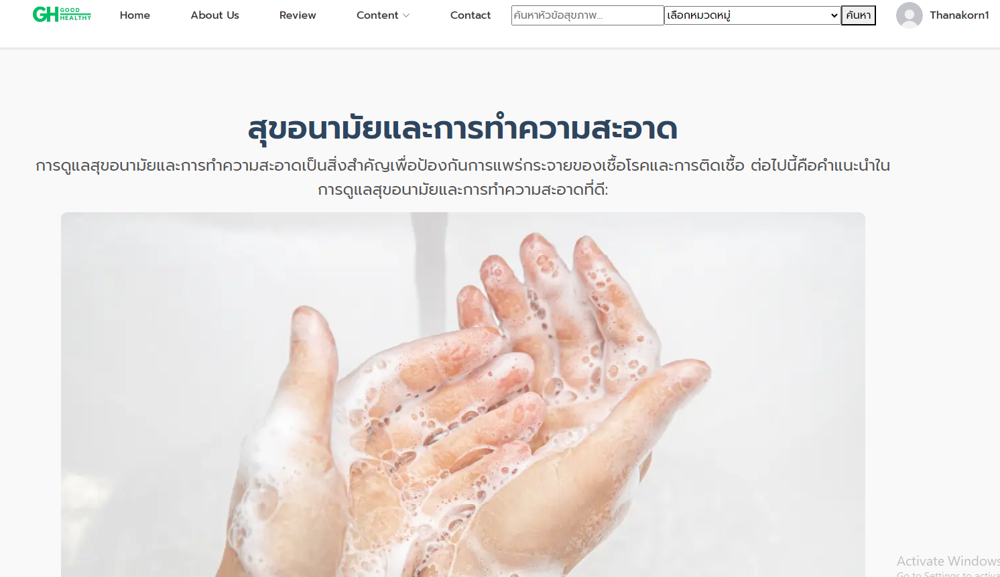 GH GOOD HEALTHY
Home About Us Review Content Contact ค้นหาหัวข้อสุขภาพ... เลือกหมวดหมู่ ค้นหา Thanakorn1
สุขอนามัยและการทำความสะอาด
การดูแลสุขอนามัยและการทำความสะอาดเป็นสิ่งสำคัญเพื่อป้องกันการแพร่กระจายของเชื้อโรคและการติดเชื้อ ต่อไปนี้คือคำแนะนำใน
การดูแลสุขอนามัยและการทำความสะอาดที่ดี:
Activate Windows
Go to Settings to activa